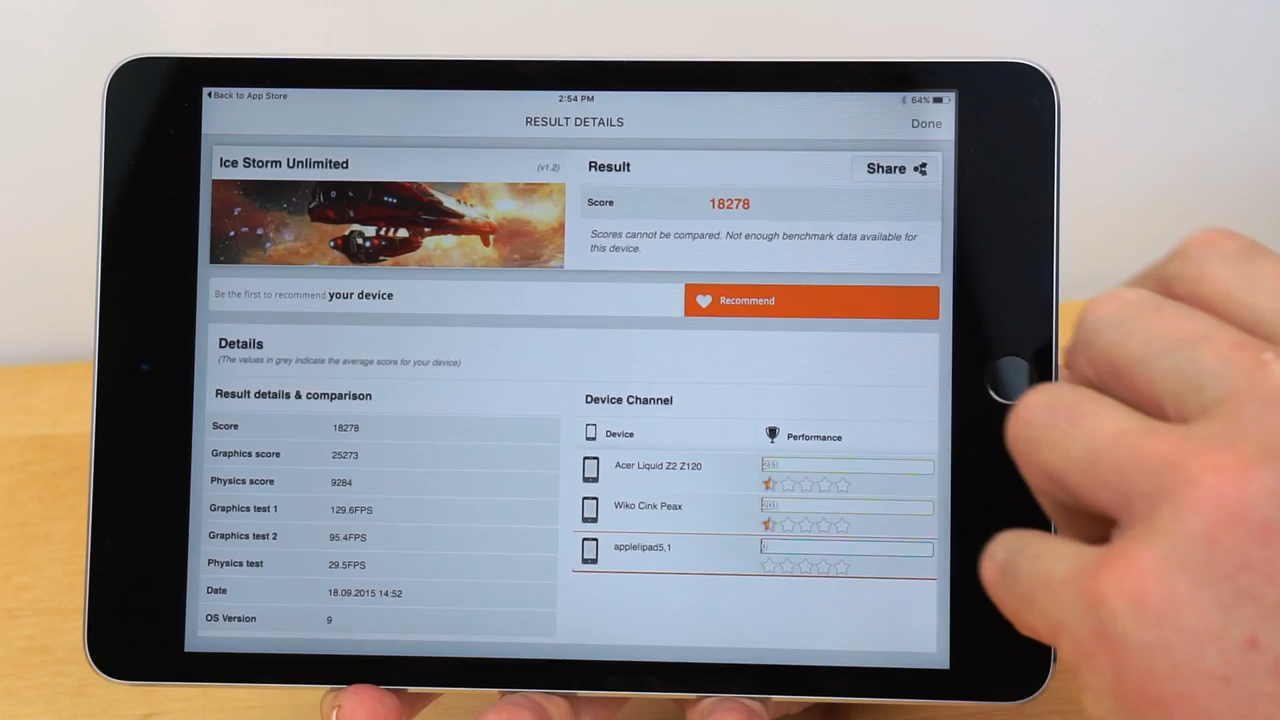 Back to App Store
2:54 PM
64%
RESULT DETAILS
Done
Ice Storm Unlimited
(v1.2)
Result
Share
Score
18278
Scores cannot be compared. Not enough benchmark data available for
this device.
Be the first to recommend your device
Recommend
Details
(The values in grey indicate the average score for your device)
Result details & comparison
Score 18278
Graphics score 25273
Physics score 9284
Graphics test 1 129.6FPS
Graphics test 2 95.4FPS
Physics test 29.5FPS
Date 18.09.2015 14:52
OS Version 9
Device Channel
Device Performance
Acer Liquid Z2 Z120
Wiko Cink Peax
appleIipad5,1